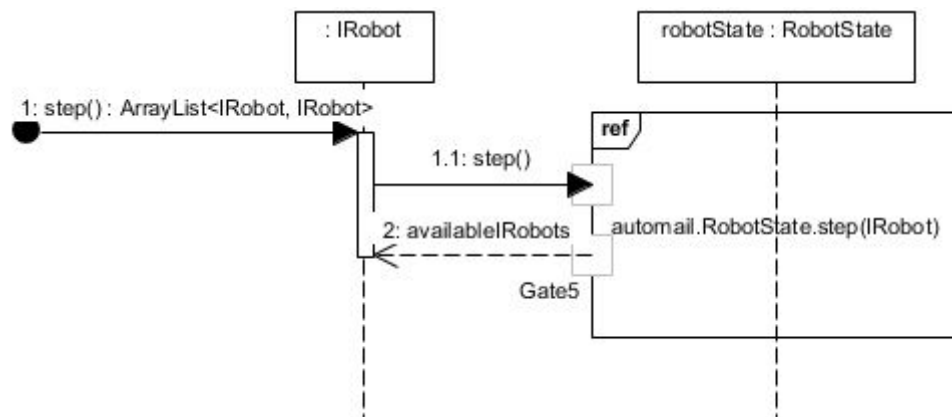 : IRobot
robotState : RobotState
1: step() : ArrayList<IRobot, IRobot>
ref
1.1: step()
2: availableIRobots
automail.RobotState.step(IRobot)
Gate5